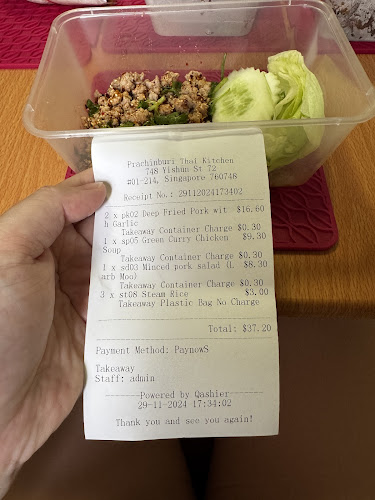 Prachinburi Thai Kitchen
748 Yishun St 72
#01-214, Singapore 760748
Receipt No.: 29112024173402
2 x pk02 Deep Fried Pork wit $16.60
h Garlic
Takeaway Container Charge $0.30
1 x sp05 Green Curry Chicken $9.30
Soup
Takeaway Container Charge $0.30
1 x sd03 Minced pork salad (L $8.30
arb Moo)
Takeaway Container Charge $0.30
3 x st08 Steam Rice $3.00
Takeaway Plastic Bag No Charge
Total: $37.20
Payment Method: PaynowS
Takeaway
Staff: admin
Powered by Qashier
29-11-2024 17:34:02
Thank you and see you again!